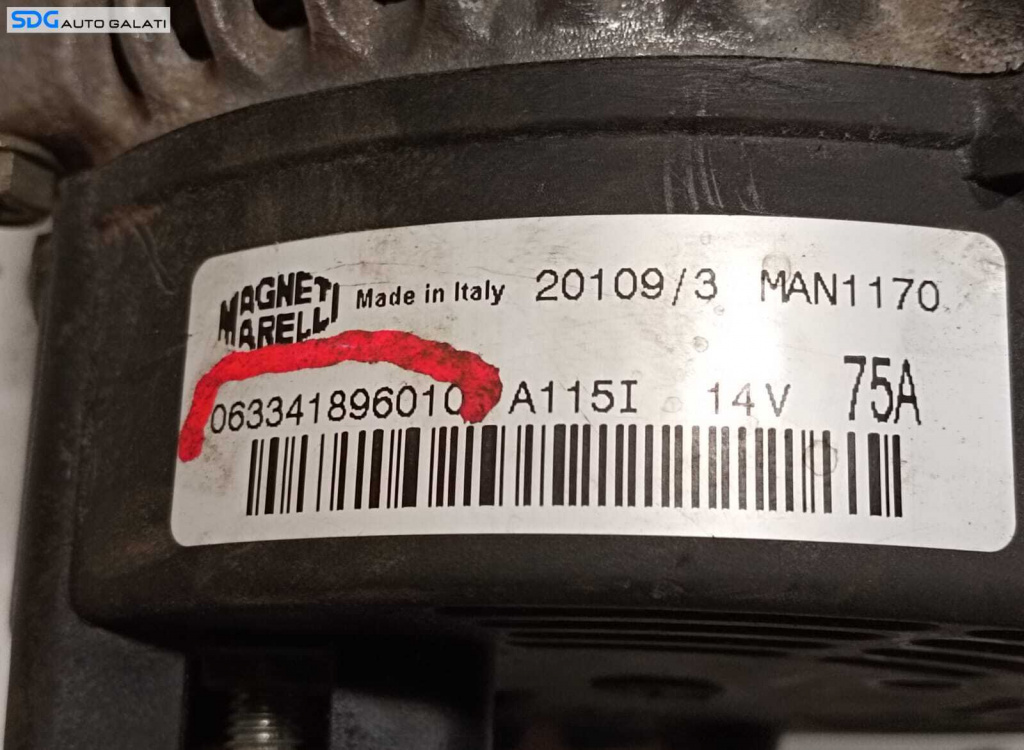 SDG AUTO GALATI
MAGNETI MARELLI Made in Italy 20109/3 MAN1170
063341896010 A115I 14V 75A